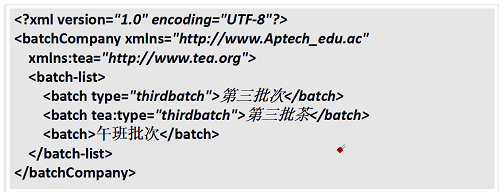 <?xml version="1.0" encoding="UTF-8"?>
<batchCompany xmlns="http://www.Aptech_edu.ac"
xmlns:tea="http://www.tea.org">
<batch-list>
<batch type="thirdbatch">第三批次</batch>
<batch tea:type="thirdbatch">第三批茶</batch>
<batch>午班批次</batch>
</batch-list>
</batchCompany>